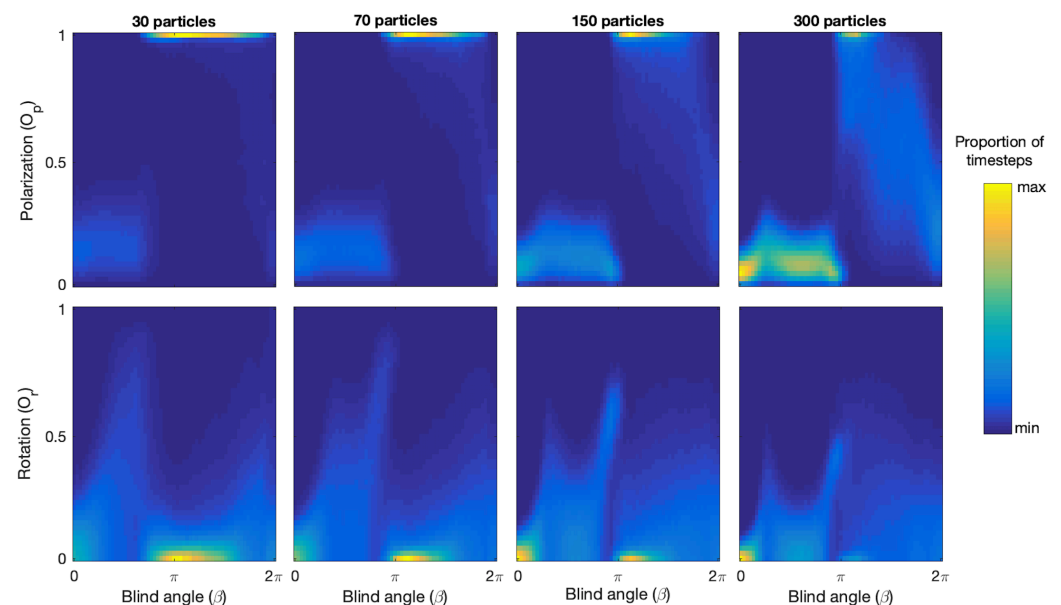 30 particles
70 particles
150 particles
300 particles
Polarization (Op)
1
0.5
0
Proportion of
timesteps
max
min
Rotation (Or)
1
0.5
0
0 π 2π
0 π 2π
0 π 2π
0 π 2π
Blind angle (β)
Blind angle (β)
Blind angle (β)
Blind angle (β)